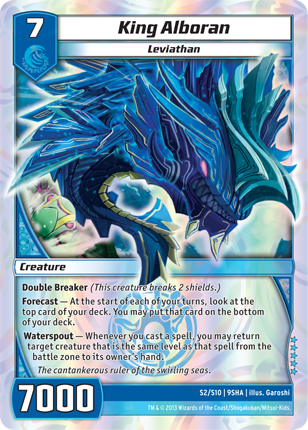 7
King Alboran
Leviathan
Creature
Double Breaker (This creature breaks 2 shields.)
Forecast — At the start of each of your turns, look at
the top card of your deck. You may put that card on the bottom
of your deck.
Waterspout — Whenever you cast a spell, you may return
target creature that is the same level as that spell from the
battle zone to its owner's hand.
The cantankerous ruler of the swirling seas.
7000
S2/S10 | 9SHA | illus. Garoshi
TM & © 2013 Wizards of the Coast/Shogakukan/Mitsui-Kids.